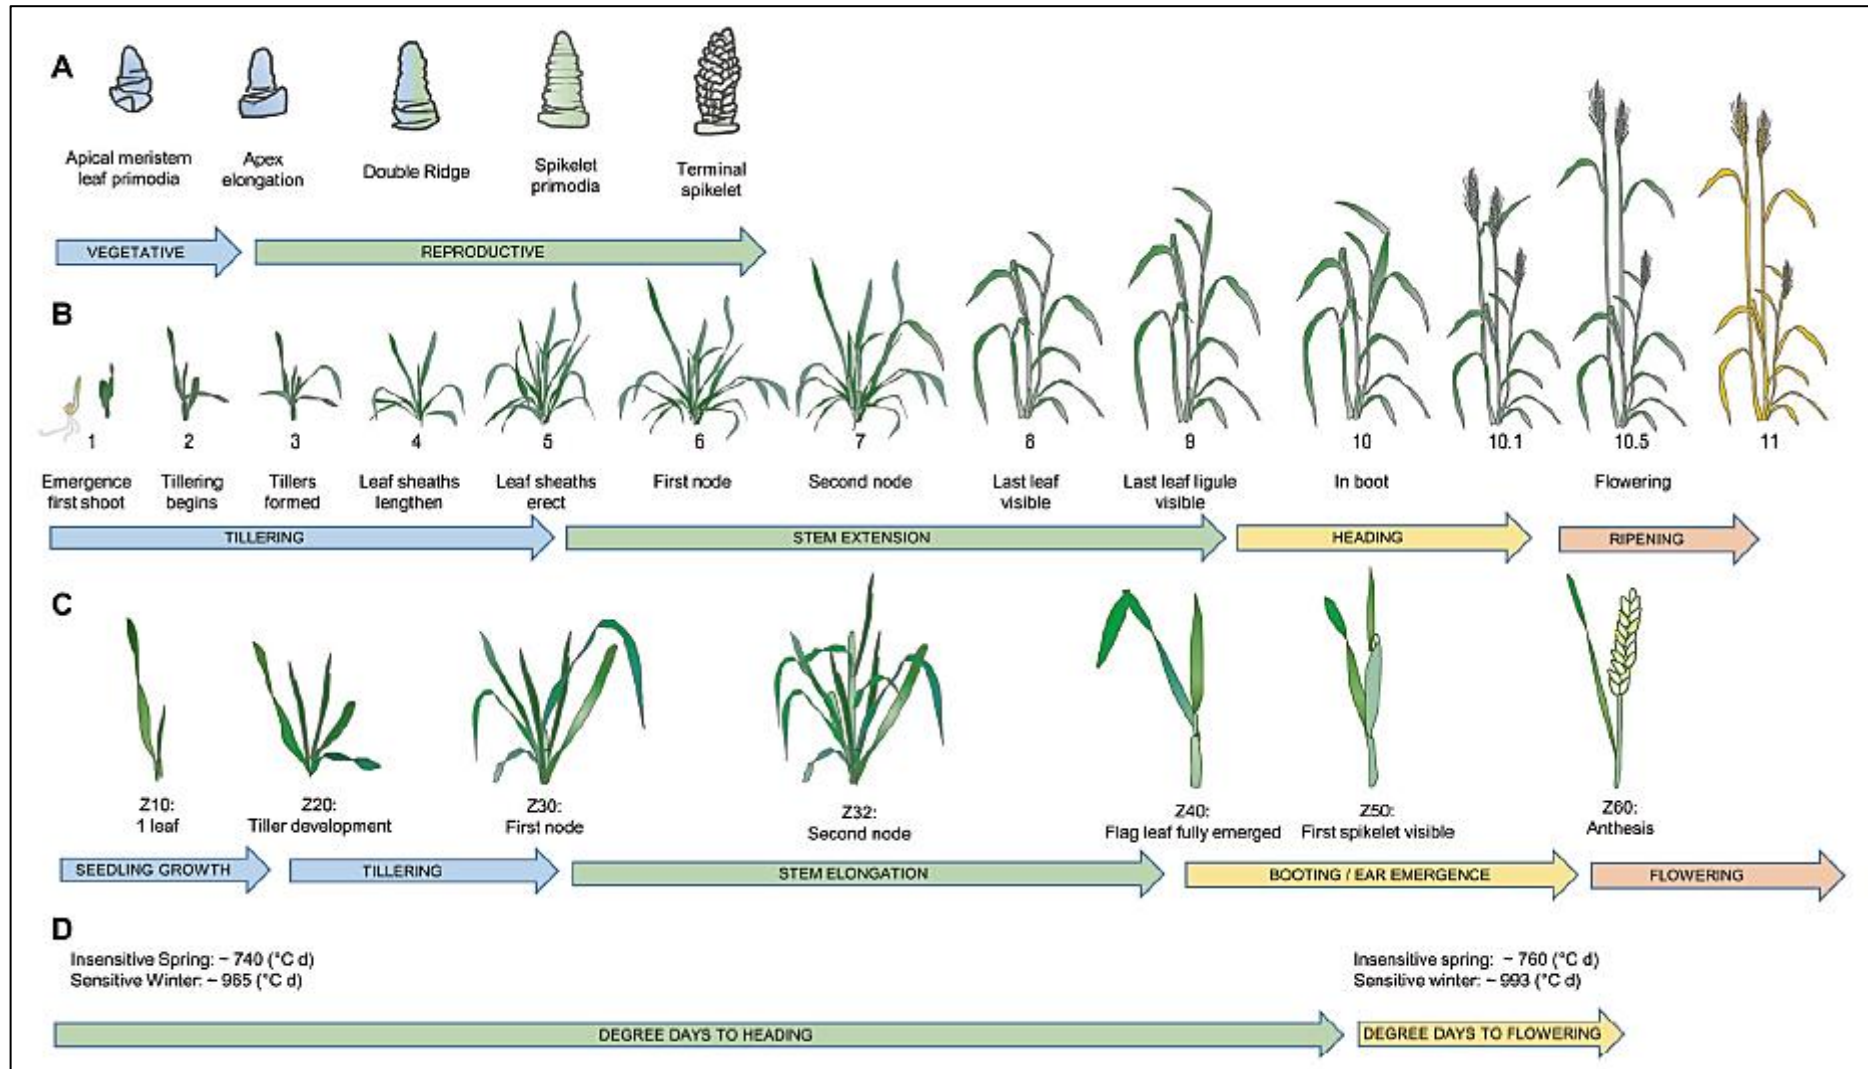 A
Apical meristem
leaf primodia
Apex
elongation
Double Ridge
Spikelet
primodia
Terminal
spikelet
VEGETATIVE
REPRODUCTIVE
B
1
2
3
4
5
6
7
8
9
10
10.1
10.5
11
Emergence
first shoot
Tillering
begins
Tillers
formed
Leaf sheaths
lengthen
Leaf sheaths
erect
First node
Second node
Last leaf
visible
Last leaf ligule
visible
In boot
Flowering
TILLERING
STEM EXTENSION
HEADING
RIPENING
C
Z10:
1 leaf
Z20:
Tiller development
Z30:
First node
Z32:
Second node
Z40:
Flag leaf fully emerged
Z50:
First spikelet visible
Z60:
Anthesis
SEEDLING GROWTH
TILLERING
STEM ELONGATION
BOOTING / EAR EMERGENCE
FLOWERING
D
Insensitive Spring: ~ 740 (°C d)
Sensitive Winter: ~ 965 (°C d)
Insensitive spring: ~ 760 (°C d)
Sensitive winter: ~ 993 (°C d)
DEGREE DAYS TO HEADING
DEGREE DAYS TO FLOWERING